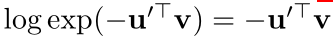 log exp(−u′⊤v) = −u′⊤v